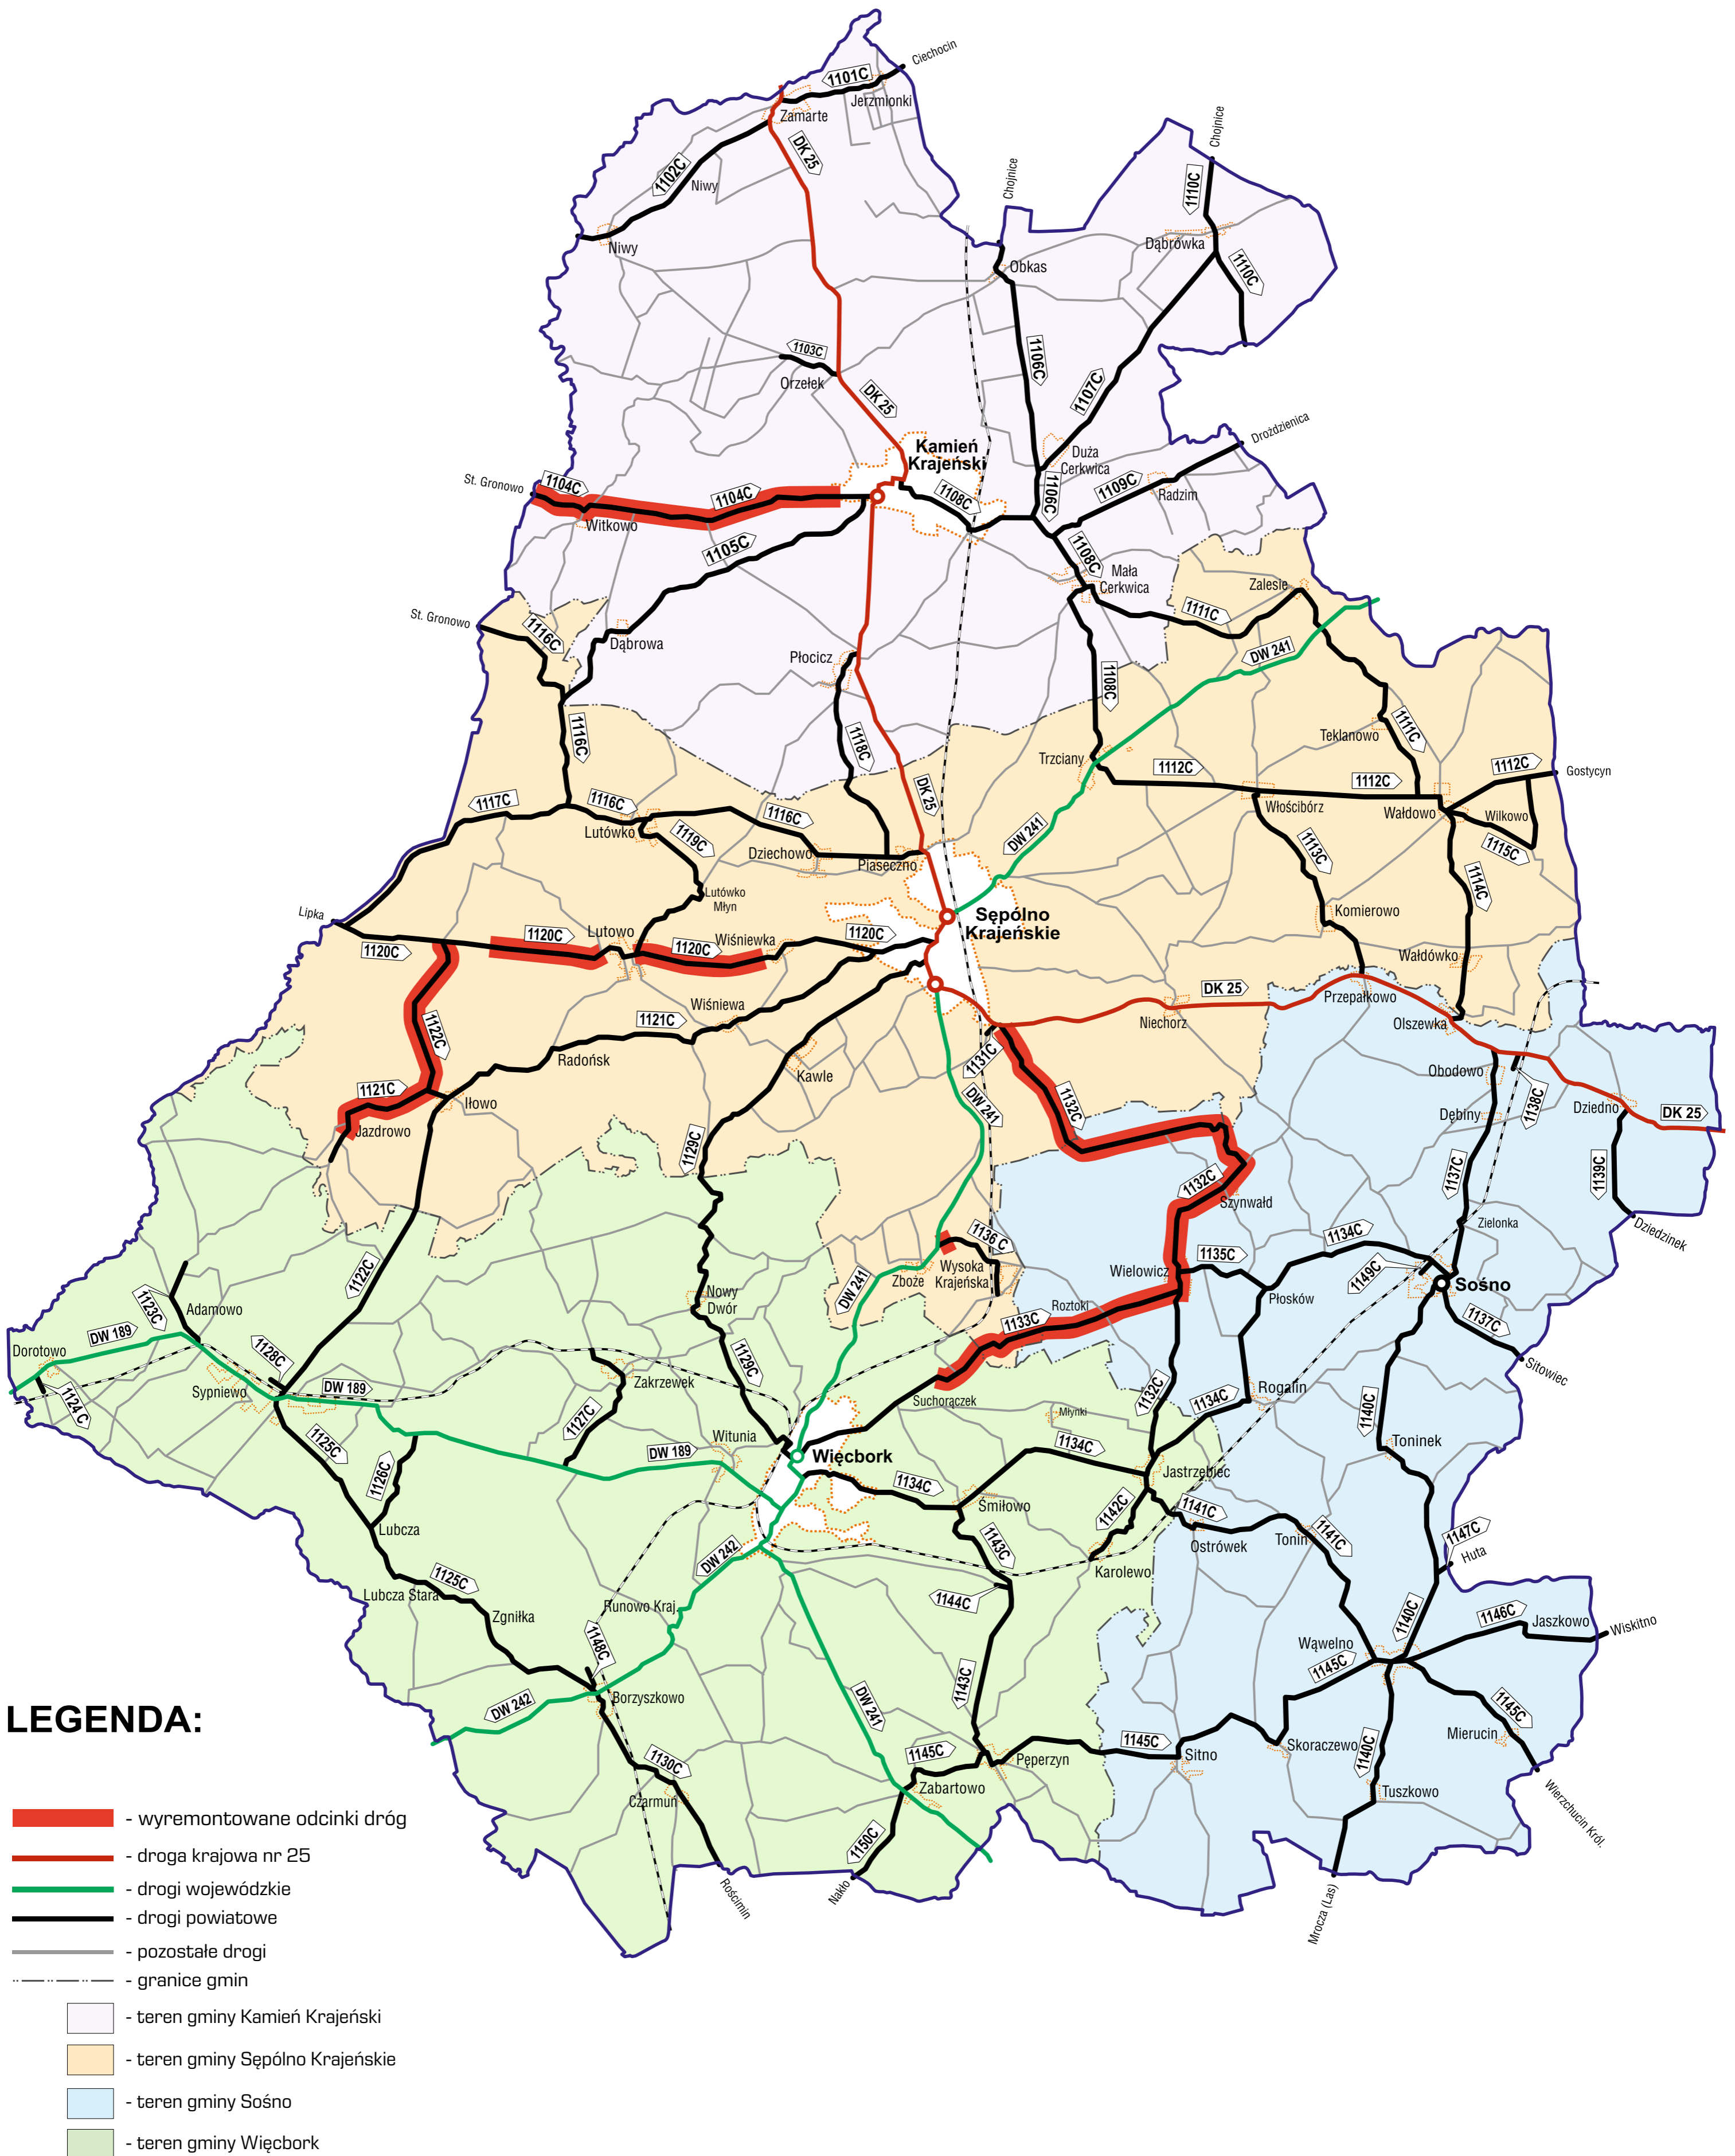 Ciechocin
1101C
Jerzmionki
Zamarte
DK 25
1102C
Niwy
Niwy
Chojnice
Chojnice
1110C
Dąbrówka
1110C
Obkas
1103C
Orzełek
1106C
1107C
DK 25
Kamień
Krajeński
Duża
Cerkwica
Drożdzienica
St. Gronowo
1104C
1104C
Witkowo
1108C
1106C
1109C
Radzim
1105C
1108C
Mała
Cerkwica
Zalesie
St. Gronowo
1116C
Dąbrowa
1111C
DW 241
Płocicz
1108C
1116C
1118C
Teklanowo
1111C
Trzciany
1112C
1112C
1112C
Gostycyn
DK 25
1117C
1116C
Lutówko
1116C
1119C
Dziechowo
Piaseczno
DW 241
Włościbórz
Wałdowo
Wilkowo
1115C
1113C
1114C
Lutówko
Młyn
Lipka
Sępólno
Krajeńskie
Komierowo
1120C
1120C
Lutowo
1120C
Wiśniewka
1120C
Wałdówko
DK 25
Przepałkowo
Niechorz
Olszewka
Wiśniewa
1121C
1122C
Radońsk
Kawle
1131C
1132C
DW 241
Obodowo
1138C
Dziedno
DK 25
Dębiny
1121C
Iłowo
Jazdrowo
1129C
1132C
Szynwałd
1137C
1139C
Dziedzinek
Zielonka
1134C
1136 C
Wysoka
Krajeńska
Zboże
DW 241
Wielowicz
1135C
1149C
Sośno
Płosków
1122C
1123C
Adamowo
Nowy
Dwór
Roztoki
1133C
1137C
Sitowiec
DW 189
Dorotowo
1124 C
1128C
Sypniewo
DW 189
Zakrzewek
1129C
Suchorączek
1132C
1134C
Rogalin
1140C
Młynki
1127C
1125C
1126C
Witunia
DW 189
Więcbork
1134C
Toninek
Jastrzębiec
1134C
Śmiłowo
1142C
1141C
Ostrówek
Tonin
1141C
Lubcza
DW 242
1143C
Karolewo
1147C
Huta
1125C
Lubcza Stara
Zgniłka
Runowo Kraj.
1144C
1140C
1146C
Jaszkowo
Wiskitno
1148C
Wąwelno
1145C
1143C
Borzyszkowo
DW 242
DW 241
1145C
Mierucin
1145C
Pęperzyn
1145C
Sitno
Skoraczewo
1140C
1130C
Czarmuń
Zabartowo
Tuszkowo
Wierzchucin Król.
1150C
Nakło
Rościmin
Mrocza (Las)
LEGENDA:
- wyremontowane odcinki dróg
- droga krajowa nr 25
- drogi wojewódzkie
- drogi powiatowe
- pozostałe drogi
- granice gmin
- teren gminy Kamień Krajeński
- teren gminy Sępólno Krajeńskie
- teren gminy Sośno
- teren gminy Więcbork